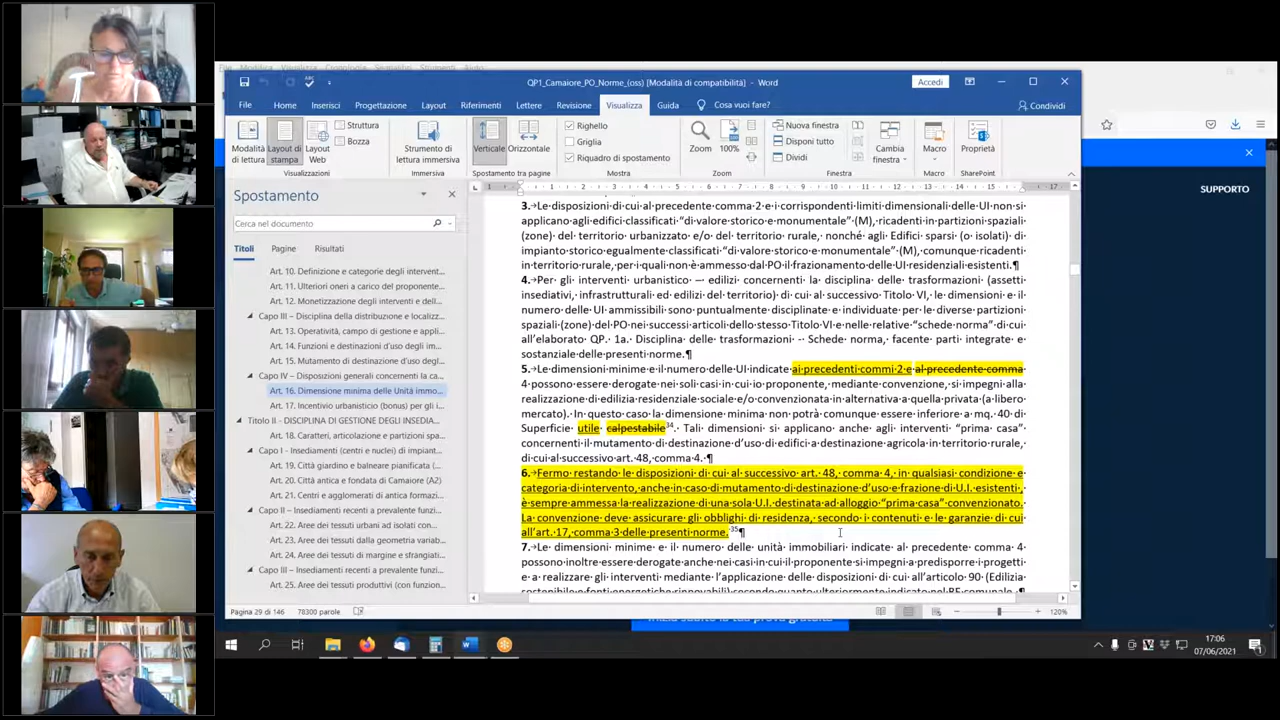 QP1_Camaiore_PO_Norme_(oss) [Modalità di compatibilità] - Word
Accedi
File Home Inserisci Progettazione Layout Riferimenti Lettere Revisione Visualizza Guida Cosa vuoi fare? Condividi
Modalità di lettura
Layout di stampa
Layout Web
Struttura
Bozza
Visualizzazioni
Strumento di lettura immersiva
Immersiva
Verticale
Orizzontale
Spostamento tra pagine
Righello
Griglia
Riquadro di spostamento
Mostra
Zoom
100%
Zoom
Nuova finestra
Disponi tutto
Dividi
Cambia finestra
Finestra
Macro
Macro
Proprietà
SharePoint
SUPPORTO
Spostamento
Cerca nel documento
Titoli Pagine Risultati
Art. 10. Definizione e categorie degli intervent...
Art. 11. Ulteriori oneri a carico del proponente...
Art. 12. Monetizzazione degli interventi e dell...
Capo III – Disciplina della distribuzione e localizz...
Art. 13. Operatività, campo di gestione e appli...
Art. 14. Funzioni e destinazioni d'uso degli im...
Art. 15. Mutamento di destinazione d'uso degl...
Capo IV – Disposizioni generali concernenti la ca...
Art. 16. Dimensione minima delle Unità immo...
Art. 17. Incentivo urbanistico (bonus) per gli i...
Titolo II – DISCIPLINA DI GESTIONE DEGLI INSEDIA...
Art. 18. Caratteri, articolazione e partizioni spa...
Capo I - Insediamenti (centri e nuclei) di impiant...
Art. 19. Città giardino e balneare pianificata (...
Art. 20. Città antica e fondata di Camaiore (A2)
Art. 21. Centri e agglomerati di antica formazi...
Capo II – Insediamenti recenti a prevalente funzi...
Art. 22. Aree dei tessuti urbani ad isolati con...
Art. 23. Aree dei tessuti dalla geometria variab...
Art. 24. Aree dei tessuti di margine e sfrangiati...
Capo III – Insediamenti recenti a prevalente funz...
Art. 25. Aree dei tessuti produttivi (con funzion...
3. Le disposizioni di cui al precedente comma 2 e i corrispondenti limiti dimensionali delle UI non si
applicano agli edifici classificati "di valore storico e monumentale" (M), ricadenti in partizioni spaziali
(zone) del territorio urbanizzato e/o del territorio rurale, nonché agli Edifici sparsi (o isolati) di
impianto storico egualmente classificati "di valore storico e monumentale" (M), comunque ricadenti
in territorio rurale, per i quali non è ammesso dal PO il frazionamento delle UI residenziali esistenti.¶
4. Per gli interventi urbanistico – edilizi concernenti la disciplina delle trasformazioni (assetti
insediativi, infrastrutturali ed edilizi del territorio) di cui al successivo Titolo VI, le dimensioni e il
numero delle UI ammissibili sono puntualmente disciplinate e individuate per le diverse partizioni
spaziali (zone) del PO nei successivi articoli dello stesso Titolo VI e nelle relative "schede norma" di cui
all'elaborato QP. 1a. Disciplina delle trasformazioni - Schede norma, facente parti integrante e
sostanziale delle presenti norme.¶
5. Le dimensioni minime e il numero delle UI indicate ai precedenti commi 2 e al precedente comma
4 possono essere derogate nei soli casi in cui il proponente, mediante convenzione, si impegni alla
realizzazione di edilizia residenziale sociale e/o convenzionata in alternativa a quella privata (a libero
mercato). In questo caso la dimensione minima non potrà comunque essere inferiore a mq. 40 di
Superficie utile calpestabile34. Tali dimensioni si applicano anche agli interventi "prima casa"
concernenti il mutamento di destinazione d'uso di edifici a destinazione agricola in territorio rurale,
di cui al successivo art. 48, comma 4. ¶
6. Fermo restando le disposizioni di cui al successivo art. 48, comma 4, in qualsiasi condizione e
categoria di intervento, anche in caso di mutamento di destinazione d'uso e frazione di U.I. esistenti,
è sempre ammessa la realizzazione di una sola U.I. destinata ad alloggio "prima casa" convenzionato.
La convenzione deve assicurare gli obblighi di residenza, secondo i contenuti e le garanzie di cui
all'art. 17, comma 3 delle presenti norme.35¶
7. Le dimensioni minime e il numero delle unità immobiliari indicate al precedente comma 4
possono inoltre essere derogate anche nei casi in cui il proponente si impegni a predisporre i progetti
e a realizzare gli interventi mediante l'applicazione delle disposizioni di cui all'articolo 90 (Edilizia
Pagina 29 di 146 78300 parole
120%
17:06
07/06/2021